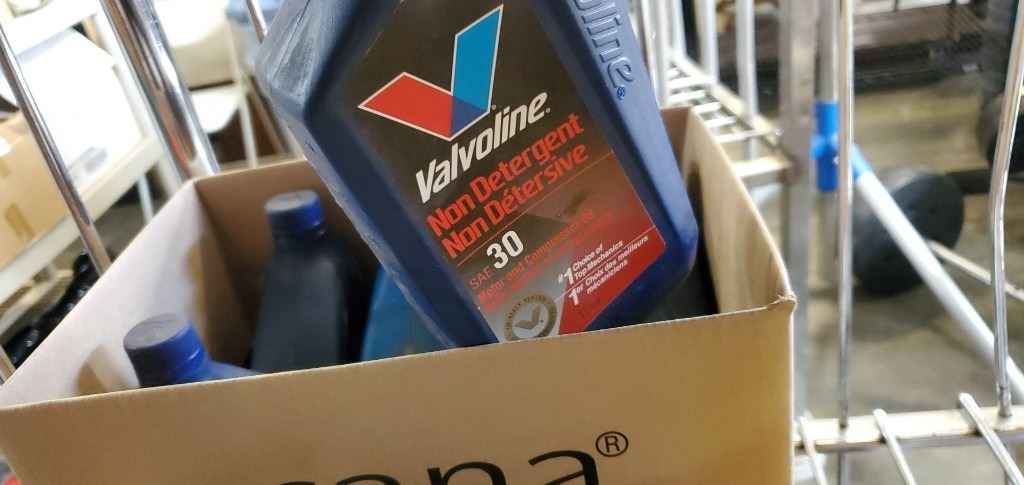 Valvoline®
Non Detergent
Non Détersive
SAE 30
Motor and Compressor Oil
#1 Choice of
Top Mechanics
1er Choix des meilleurs
mécaniciens